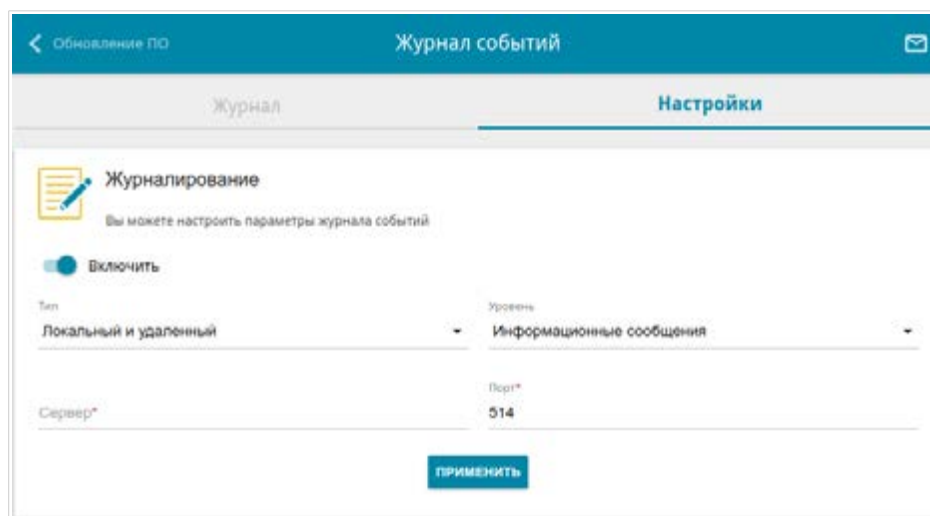 Обновление ПО
Журнал событий
Журнал
Настройки
Журналирование
Вы можете настроить параметры журнала событий
Включить
Тип
Уровень
Локальный и удаленный
Информационные сообщения
Сервер*
Порт*
514
ПРИМЕНИТЬ